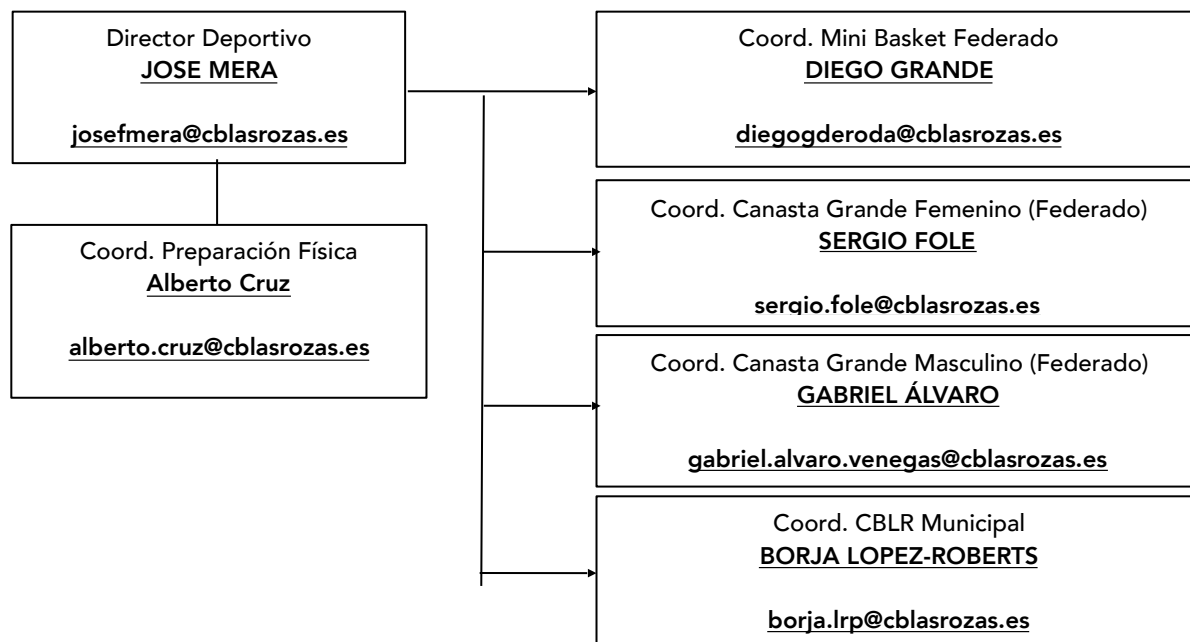 Director Deportivo
JOSE MERA
josefmera@cblasrozas.es
Coord. Preparación Física
Alberto Cruz
alberto.cruz@cblasrozas.es
Coord. Mini Basket Federado
DIEGO GRANDE
diegogderoda@cblasrozas.es
Coord. Canasta Grande Femenino (Federado)
SERGIO FOLE
sergio.fole@cblasrozas.es
Coord. Canasta Grande Masculino (Federado)
GABRIEL ÁLVARO
gabriel.alvaro.venegas@cblasrozas.es
Coord. CBLR Municipal
BORJA LOPEZ-ROBERTS
borja.lrp@cblasrozas.es